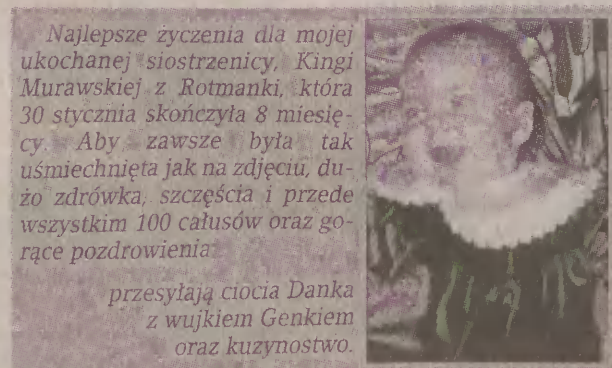 Najlepsze życzenia dla mojej
ukochanej siostrzenicy, Kingi
Murawskiej z Rotmanki, która
30 stycznia skończyła 8 miesię-
cy. Aby zawsze była tak
uśmiechnięta jak na zdjęciu, du-
żo zdrówka, szczęścia i przede
wszystkim 100 całusów oraz go-
rące pozdrowienia
przesyłają ciocia Danka
z wujkiem Genkiem
oraz kuzynostwo.